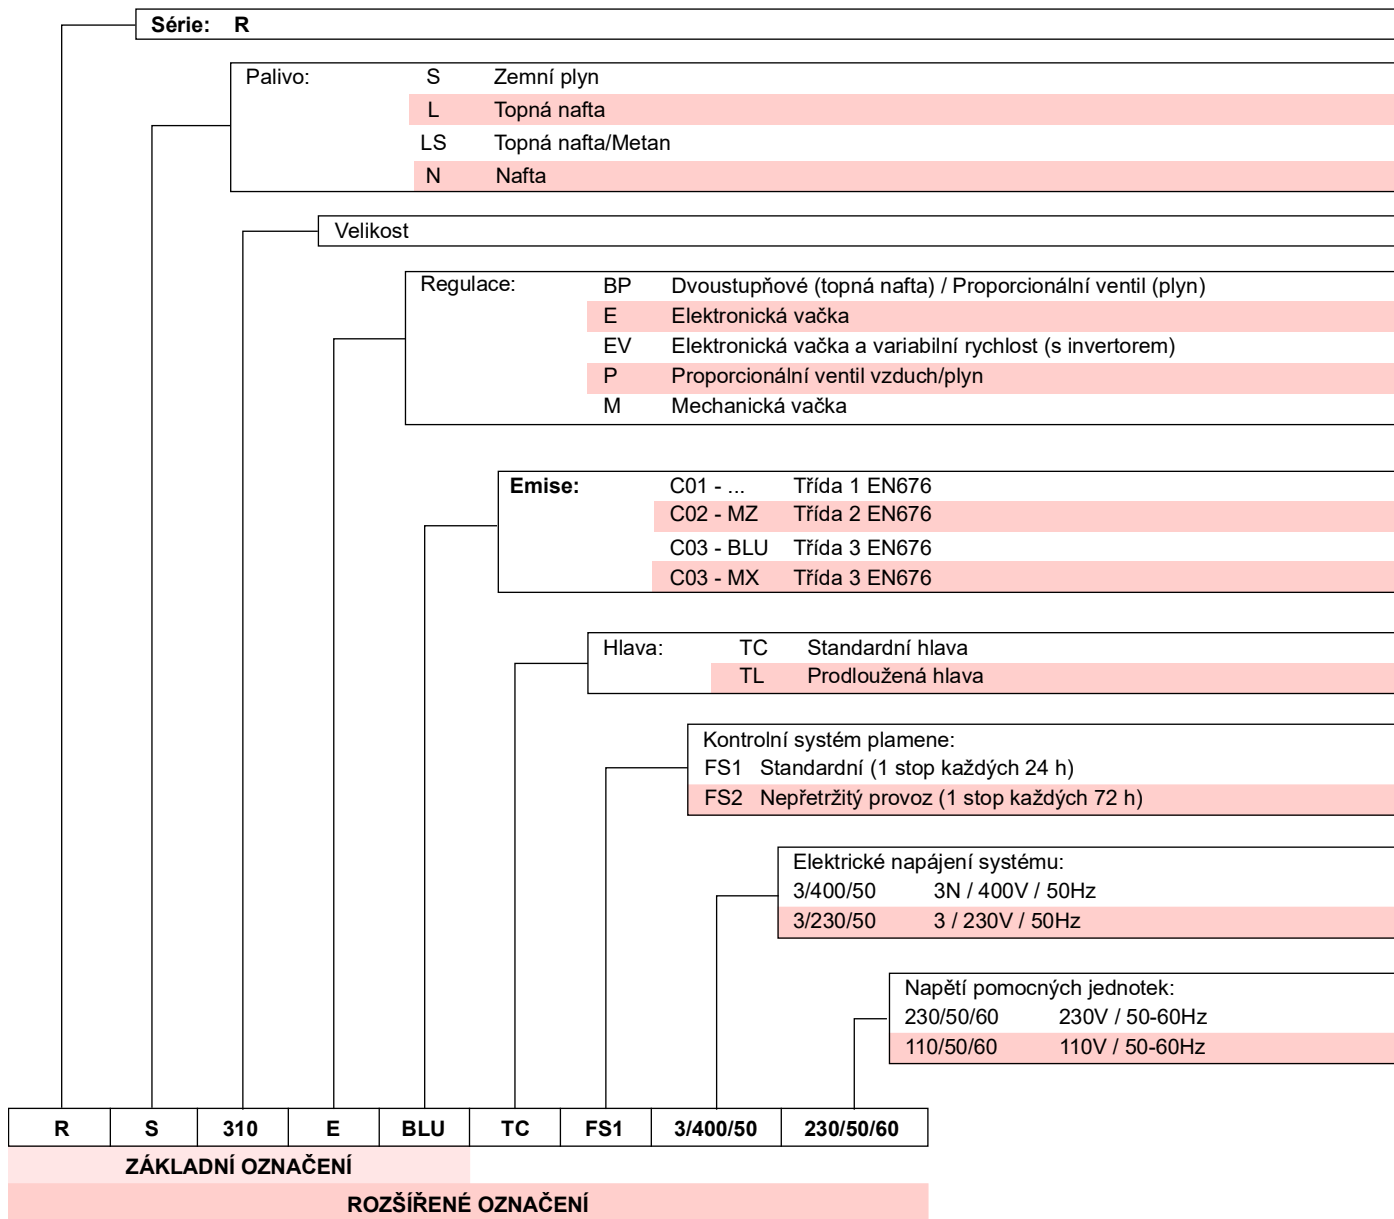 Série: R
Palivo: S Zemní plyn
L Topná nafta
LS Topná nafta/Metan
N Nafta
Velikost
Regulace: BP Dvoustupňové (topná nafta) / Proporcionální ventil (plyn)
E Elektronická vačka
EV Elektronická vačka a variabilní rychlost (s invertorem)
P Proporcionální ventil vzduch/plyn
M Mechanická vačka
Emise: C01 - ... Třída 1 EN676
C02 - MZ Třída 2 EN676
C03 - BLU Třída 3 EN676
C03 - MX Třída 3 EN676
Hlava: TC Standardní hlava
TL Prodloužená hlava
Kontrolní systém plamene:
FS1 Standardní (1 stop každých 24 h)
FS2 Nepřetržitý provoz (1 stop každých 72 h)
Elektrické napájení systému:
3/400/50 3N / 400V / 50Hz
3/230/50 3 / 230V / 50Hz
Napětí pomocných jednotek:
230/50/60 230V / 50-60Hz
110/50/60 110V / 50-60Hz
R S 310 E BLU TC FS1 3/400/50 230/50/60
ZÁKLADNÍ OZNAČENÍ
ROZŠÍŘENÉ OZNAČENÍ